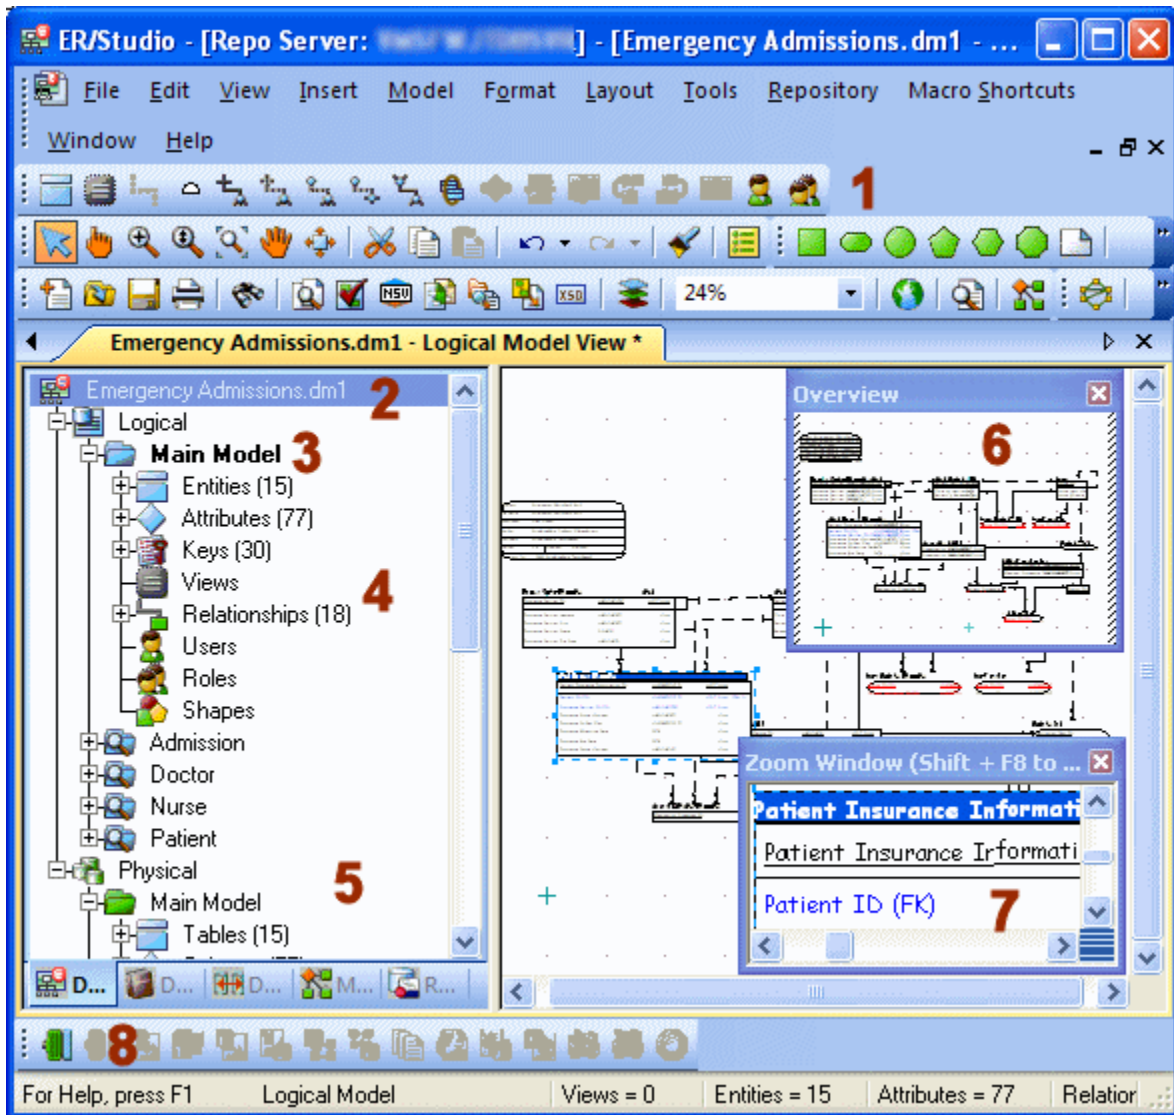 ER/Studio - [Repo Server: ] - [Emergency Admissions.dm1 - ...
File Edit View Insert Model Format Layout Tools Repository Macro Shortcuts
Window Help
1
NSU XSD 24%
Emergency Admissions.dm1 - Logical Model View *
Emergency Admissions.dm1 2
Logical
Main Model 3
Entities (15)
Attributes (77)
Keys (30)
Views
4
Relationships (18)
Users
Roles
Shapes
Admission
Doctor
Nurse
Patient
Physical
5
Main Model
Tables (15)
D... D... D... M... R...
Overview
6
Zoom Window (Shift + F8 to ...
Patient Insurance Informati
Patient Insurance Informati
Patient ID (FK)
7
8
For Help, press F1 Logical Model Views = 0 Entities = 15 Attributes = 77 Relation